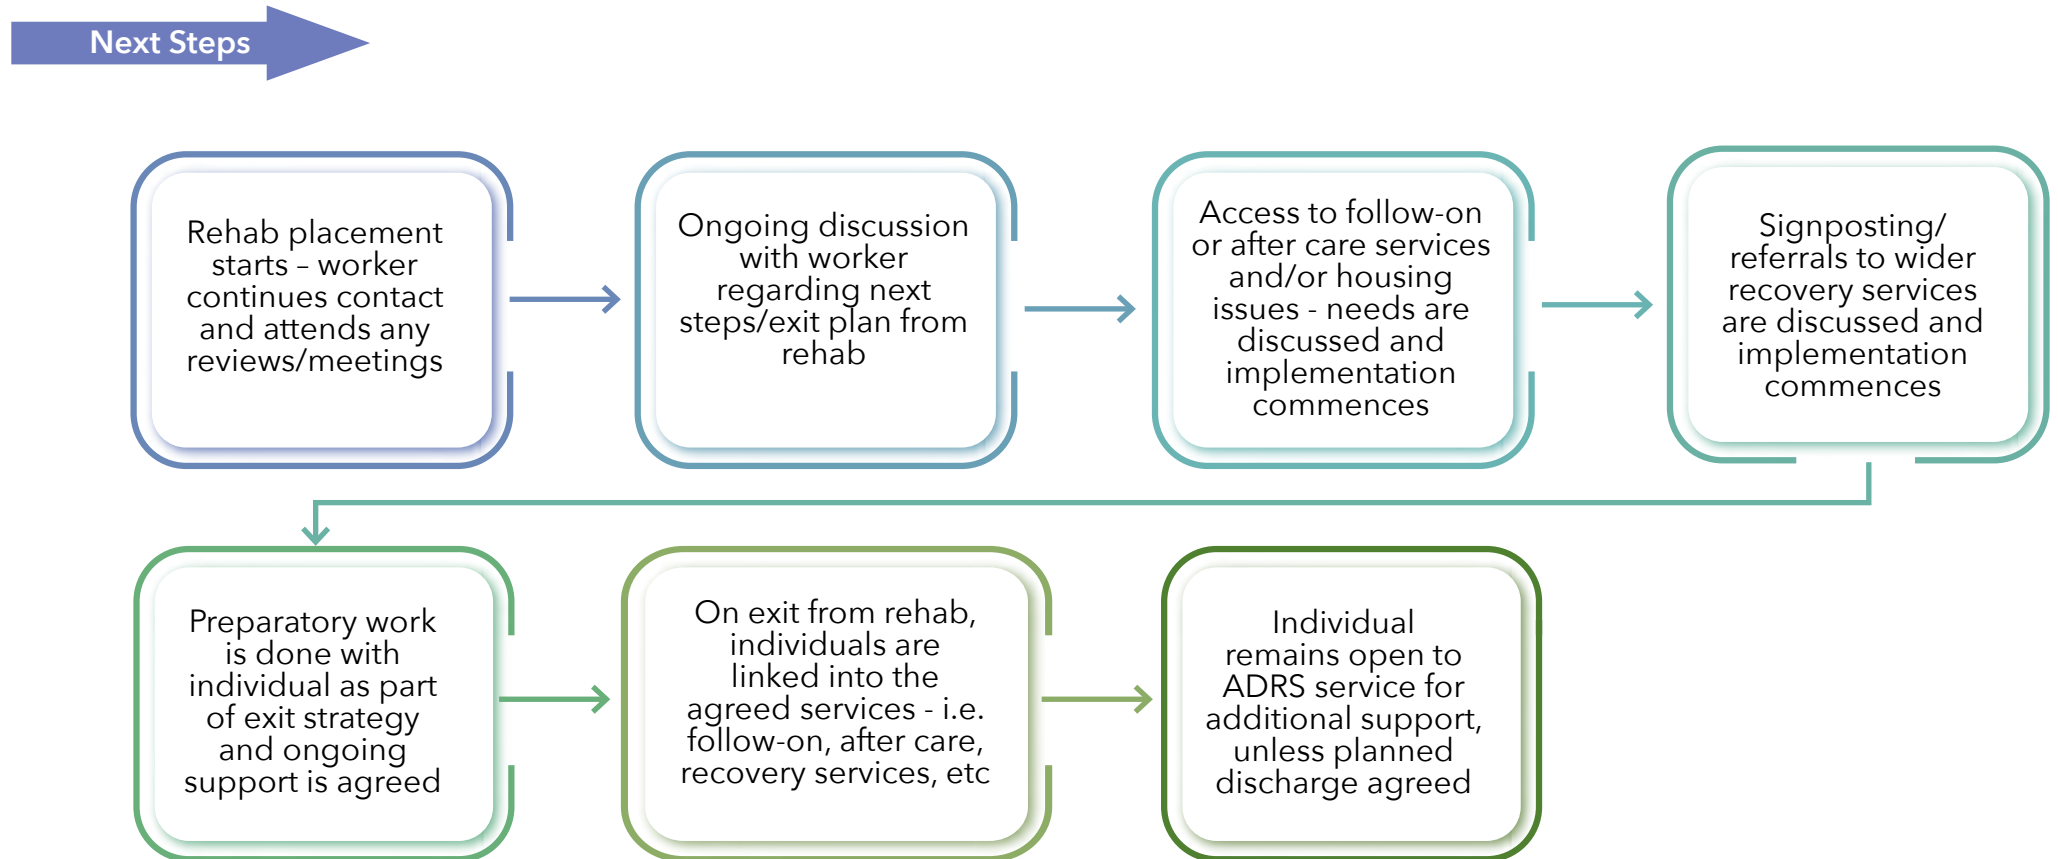 Next Steps
Rehab placement
starts – worker
continues contact
and attends any
reviews/meetings
Ongoing discussion
with worker
regarding next
steps/exit plan from
rehab
Access to follow-on
or after care services
and/or housing
issues - needs are
discussed and
implementation
commences
Signposting/
referrals to wider
recovery services
are discussed and
implementation
commences
Preparatory work
is done with
individual as part
of exit strategy
and ongoing
support is agreed
On exit from rehab,
individuals are
linked into the
agreed services - i.e.
follow-on, after care,
recovery services, etc
Individual
remains open to
ADRS service for
additional support,
unless planned
discharge agreed